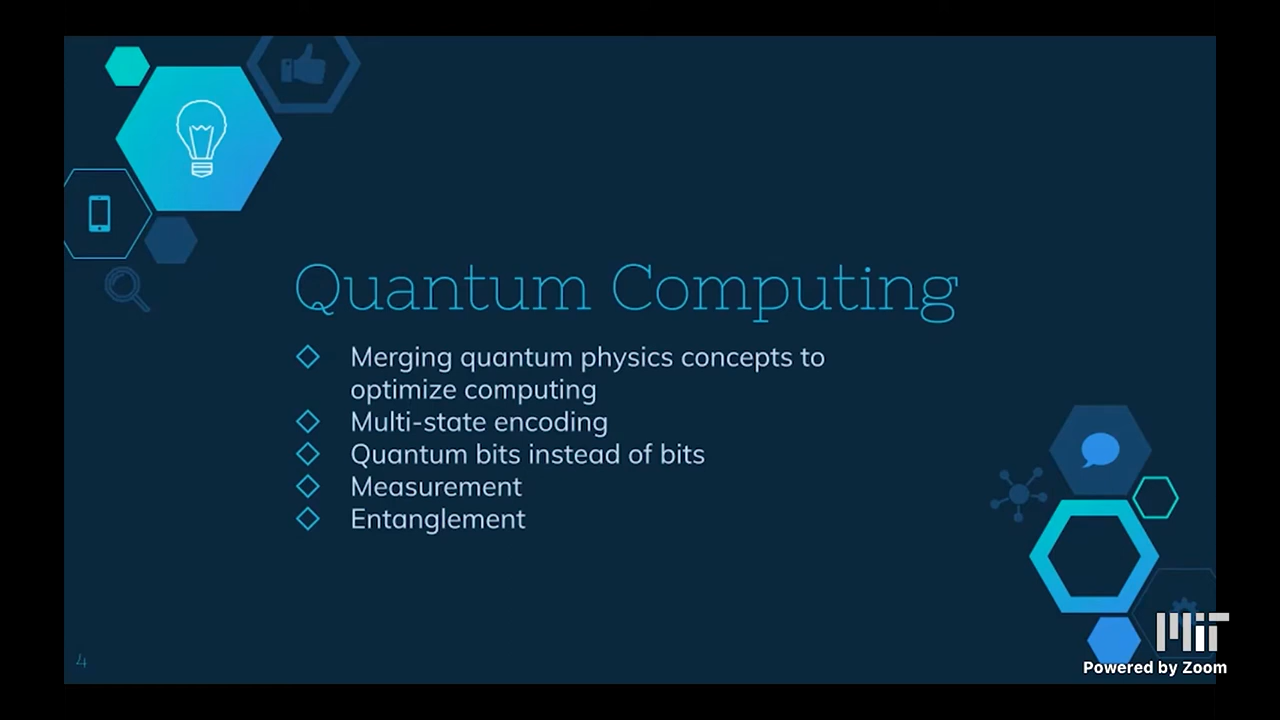 Quantum Computing
Merging quantum physics concepts to
optimize computing
Multi-state encoding
Quantum bits instead of bits
Measurement
Entanglement
4
MIT
Powered by Zoom